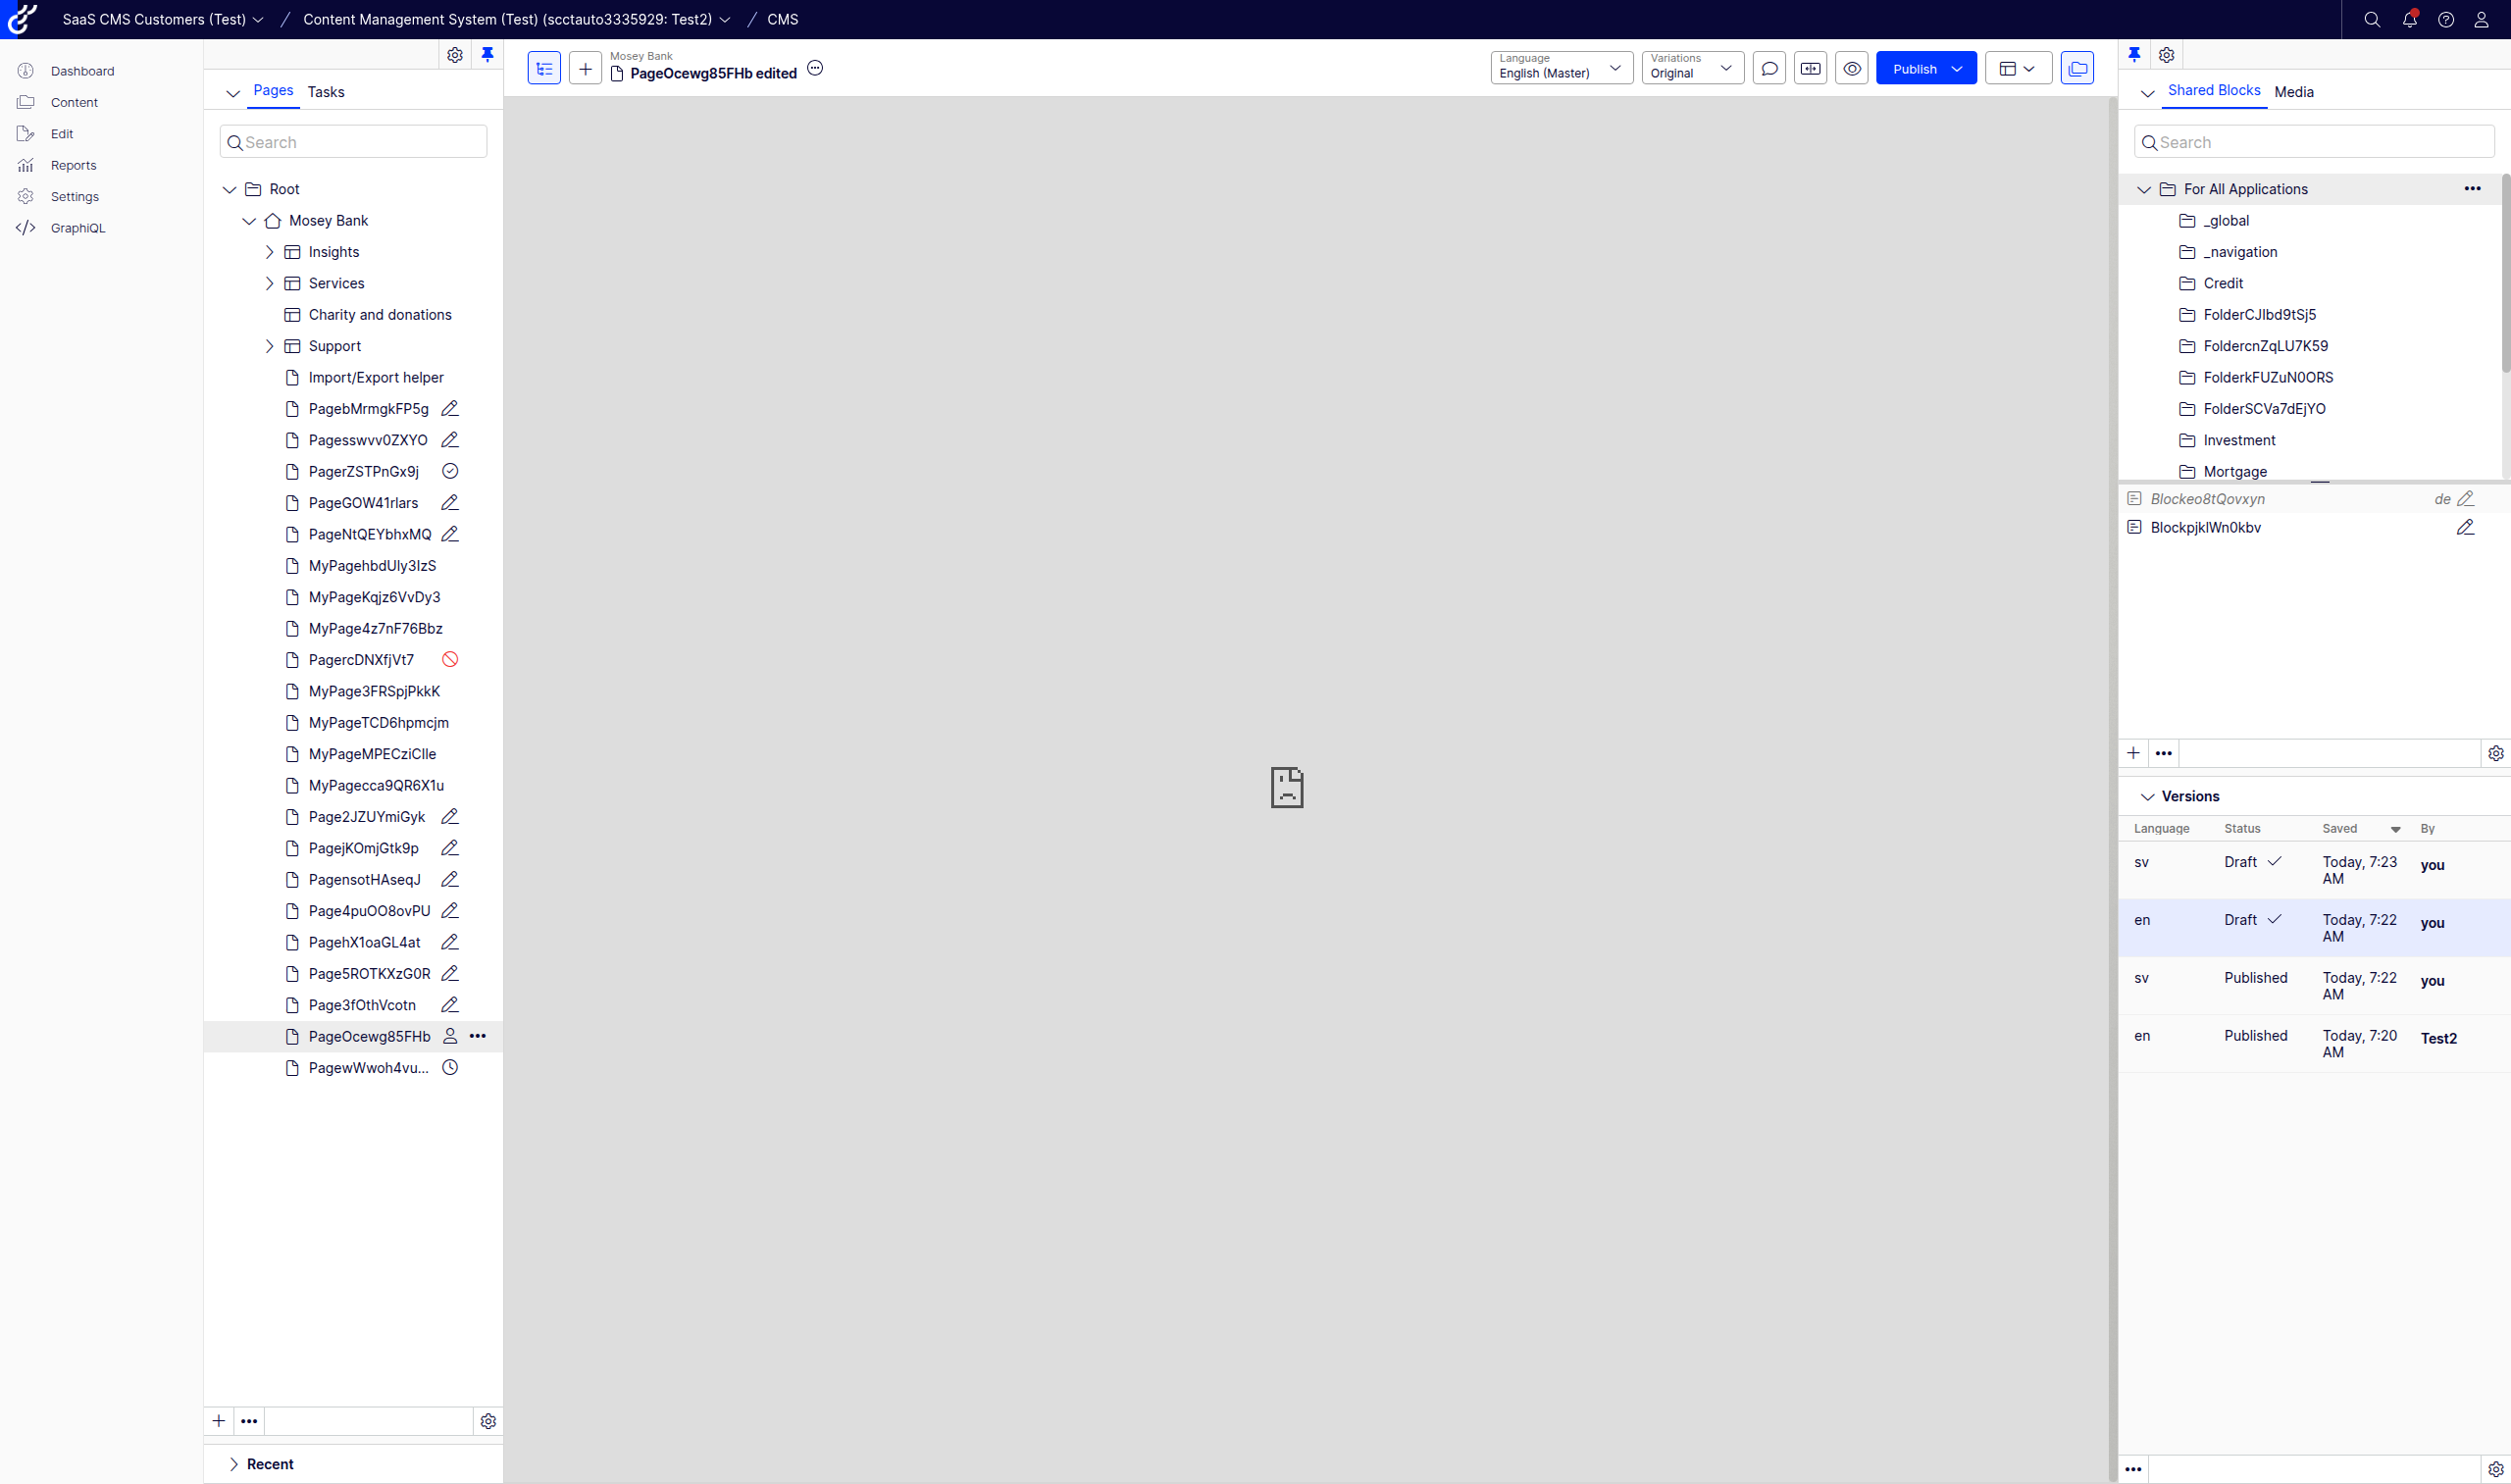 SaaS CMS Customers (Test)
Content Management System (Test) (scctauto3335929: Test2)
CMS
Dashboard
Content
Edit
Reports
Settings
GraphiQL
Pages
Tasks
Search
Root
Mosey Bank
Insights
Services
Charity and donations
Support
Import/Export helper
PagebMrmgkFP5g
Pagesswvv0ZXYO
PagerZSTPnGx9j
PageGOW41rlars
PageNtQEYbhxMQ
MyPagehbdUly3IzS
MyPageKqjz6VvDy3
MyPage4z7nF76Bbz
PagercDNXfjVt7
MyPage3FRSpjPkkK
MyPageTCD6hpmcjm
MyPageMPECziClle
MyPagecca9QR6X1u
Page2JZUYmiGyk
PagejKOmjGtk9p
PagensotHAseqJ
Page4puOO8ovPU
PagehX1oaGL4at
Page5ROTKXzG0R
Page3fOthVcotn
PageOcewg85FHb
PagewWwoh4vu...
Recent
Mosey Bank
PageOcewg85FHb edited
Language
English (Master)
Variations
Original
Publish
Shared Blocks
Media
Search
For All Applications
_global
_navigation
Credit
FolderCJlbd9tSj5
FoldercnZqLU7K59
FolderkFUZuN0ORS
FolderSCVa7dEjYO
Investment
Mortgage
Blockeo8tQovxyn de
BlockpjklWn0kbv
Versions
Language Status Saved By
sv Draft Today, 7:23 AM you
en Draft Today, 7:22 AM you
sv Published Today, 7:22 AM you
en Published Today, 7:20 AM Test2